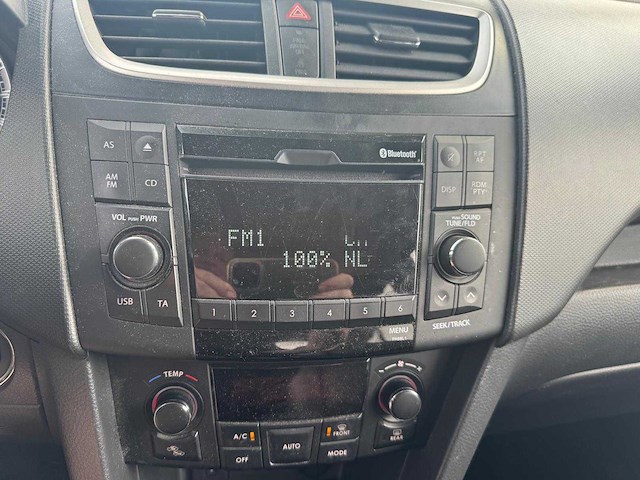 Bluetooth
AS
RPT
AM
FM
CD
DISP
RDM
PTY
VOL PUSH PWR
PUSH SOUND
TUNE/FLD
FM1
100% NL
USB
TA
1 2 3 4 5 6
MENU
SEEK/TRACK
TEMP
A/C
OFF
AUTO
FRONT
MODE
REAR